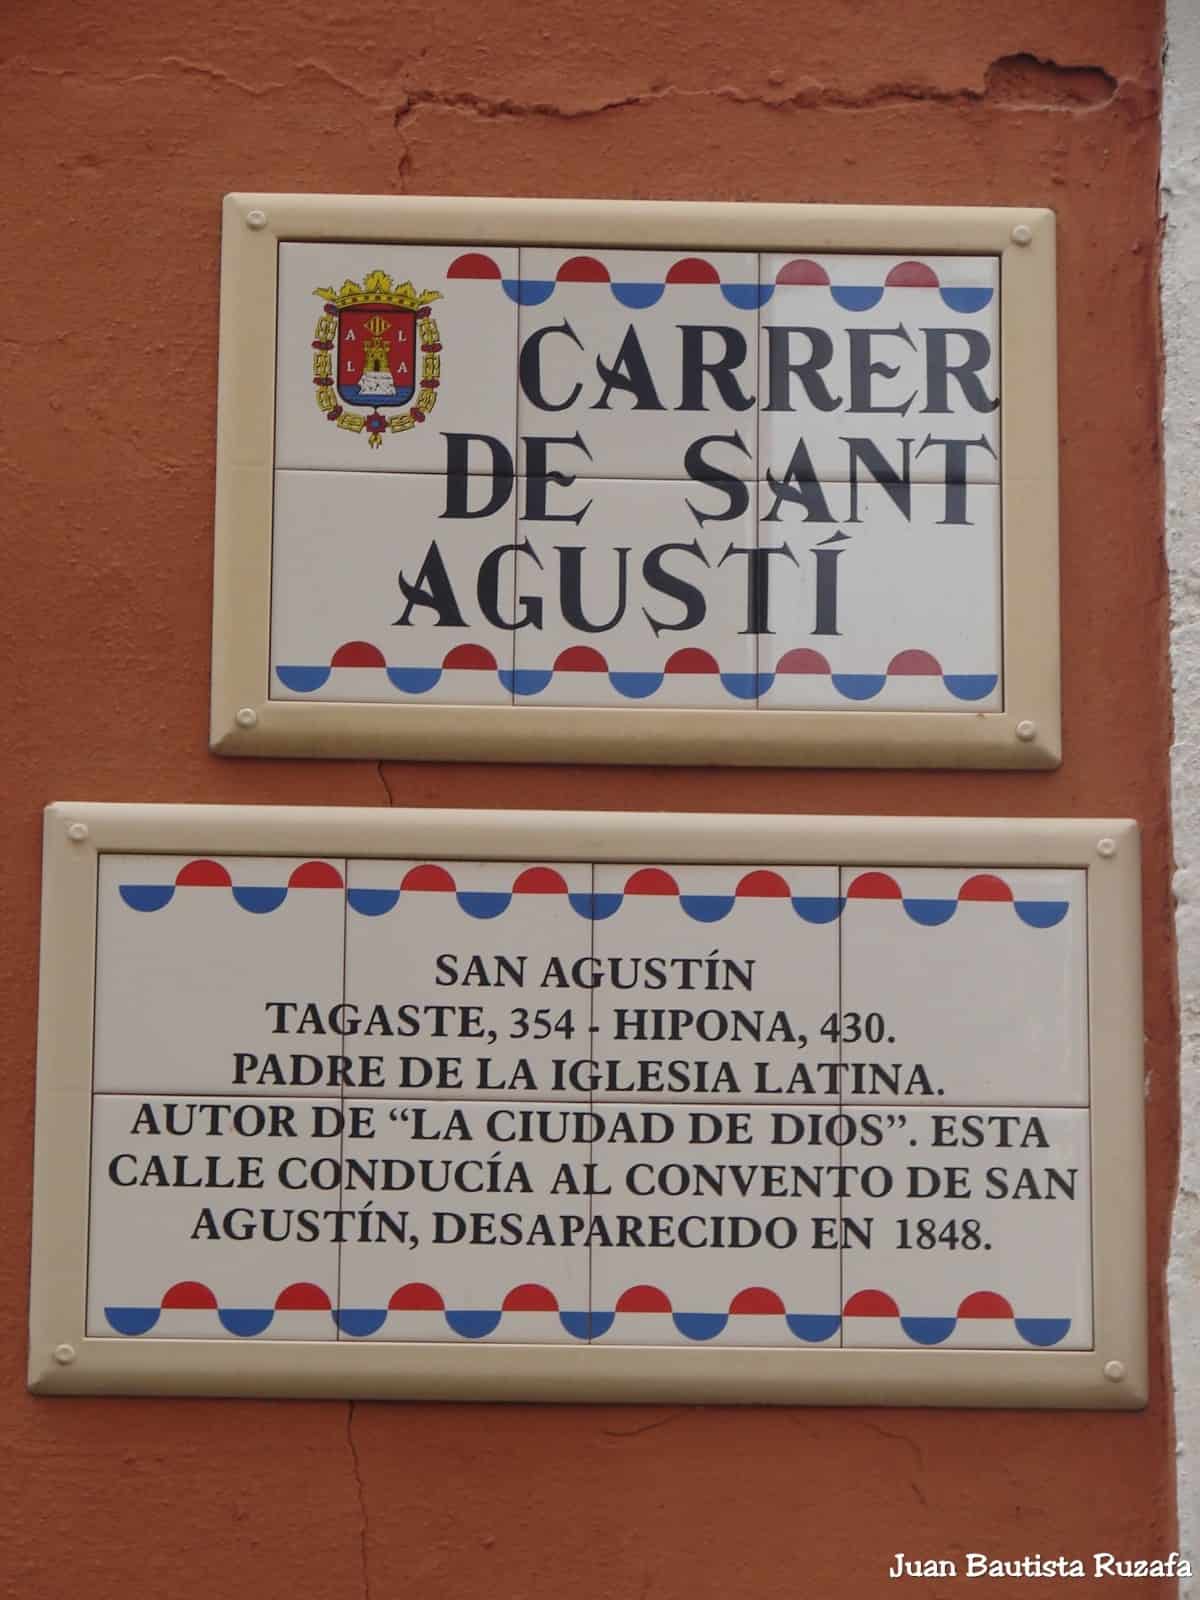 A L
L A
CARRER
DE SANT
AGUSTÍ
SAN AGUSTÍN
TAGASTE, 354 - HIPONA, 430.
PADRE DE LA IGLESIA LATINA.
AUTOR DE “LA CIUDAD DE DIOS”. ESTA
CALLE CONDUCÍA AL CONVENTO DE SAN
AGUSTÍN, DESAPARECIDO EN 1848.
Juan Bautista Ruzafa